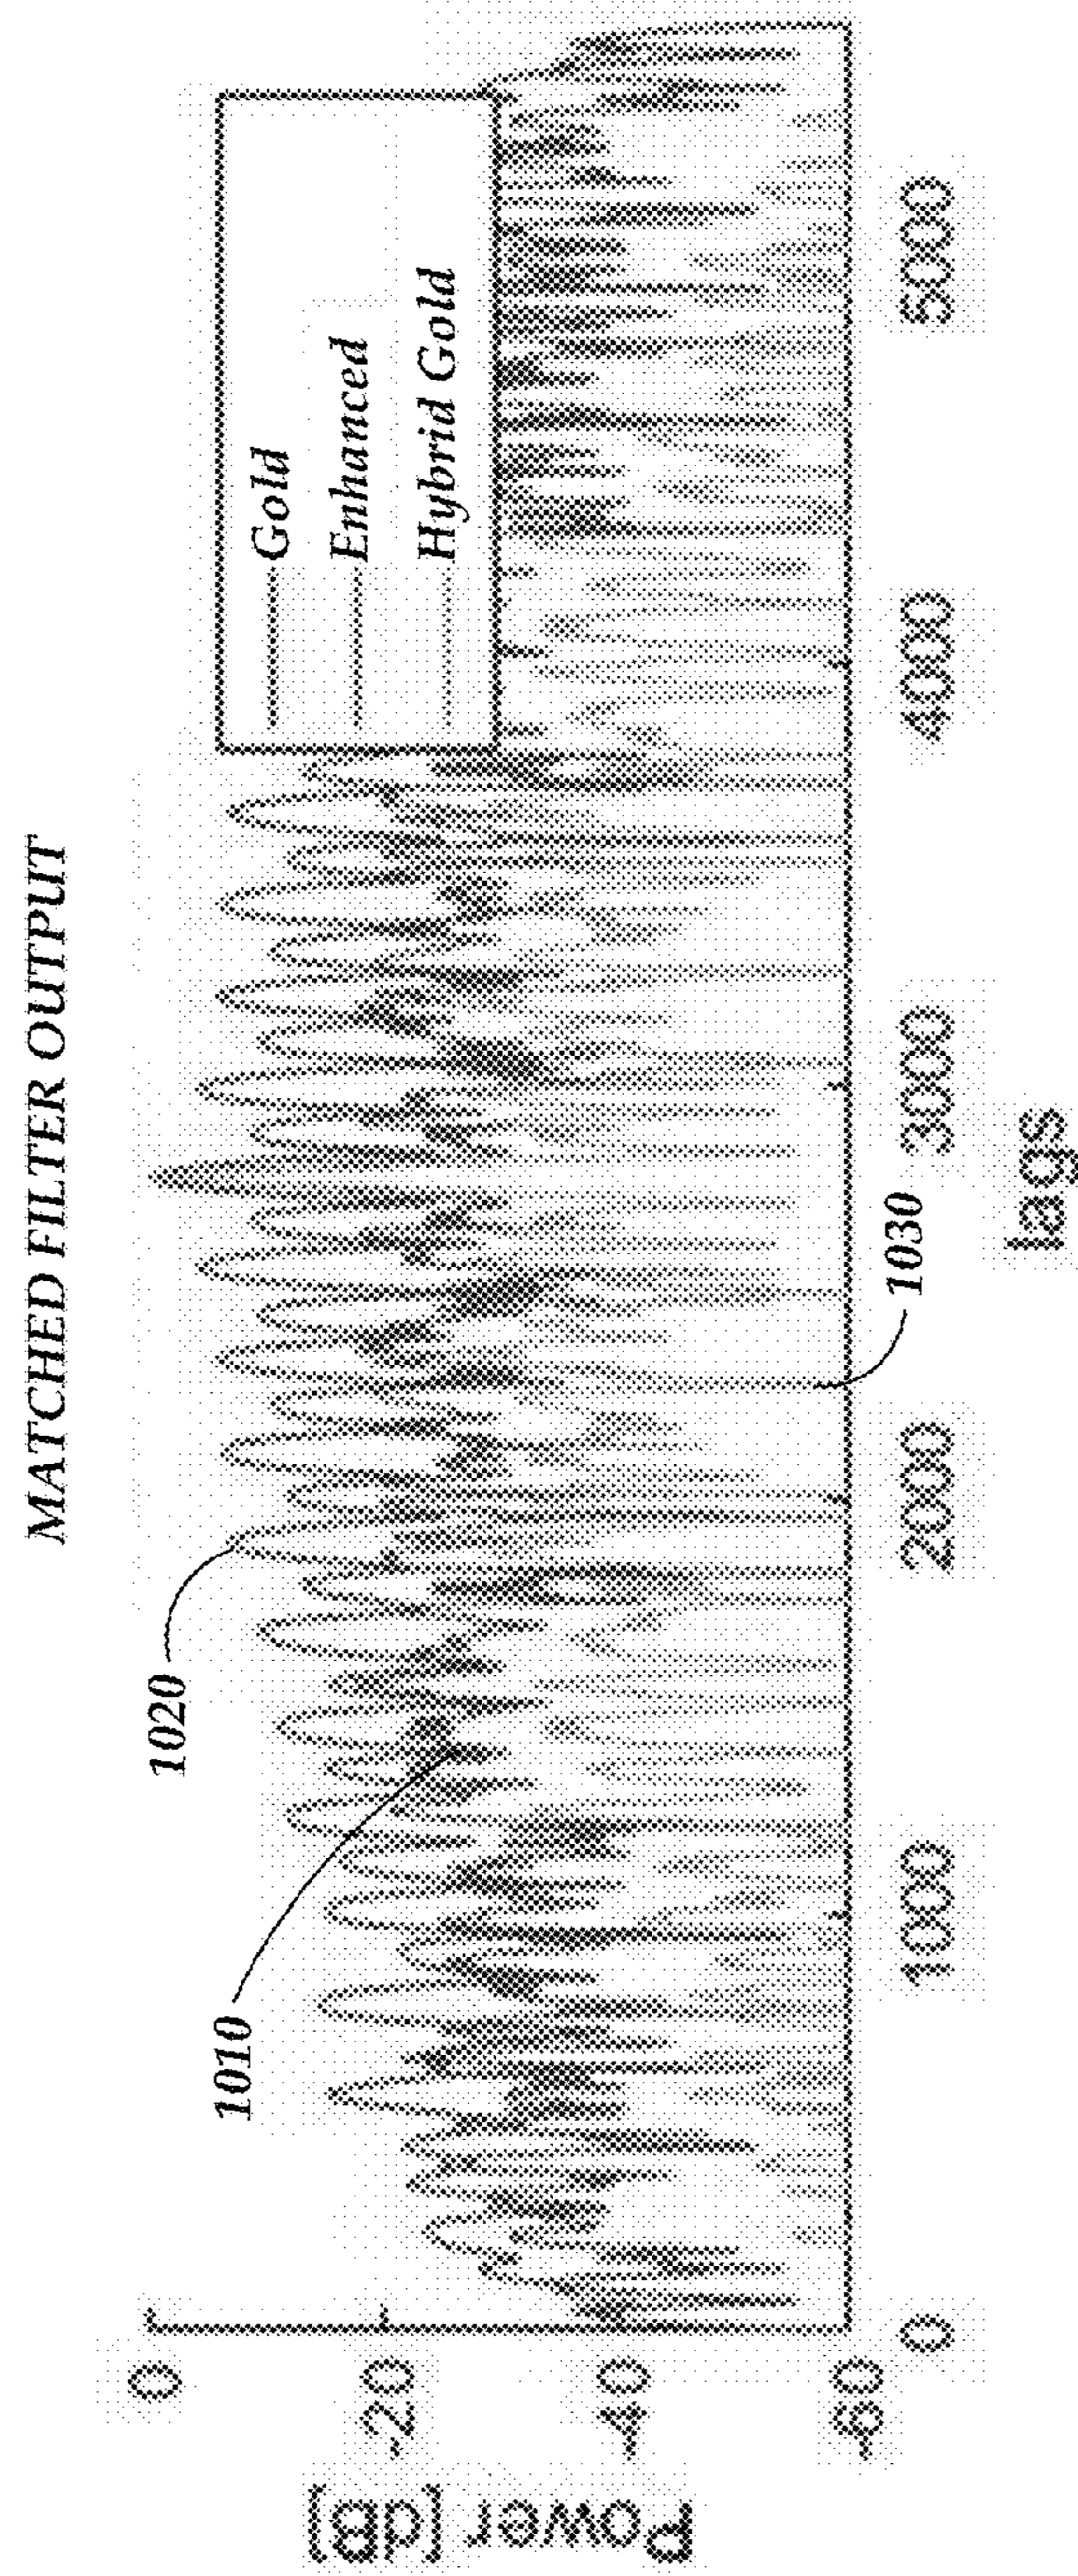 MATCHED FILTER OUTPUT
1020
1010
Gold
Enhanced
Hybrid Gold
Power [dB]
0
-20
-40
-60
0
1000
2000
3000
4000
5000
1030
lags